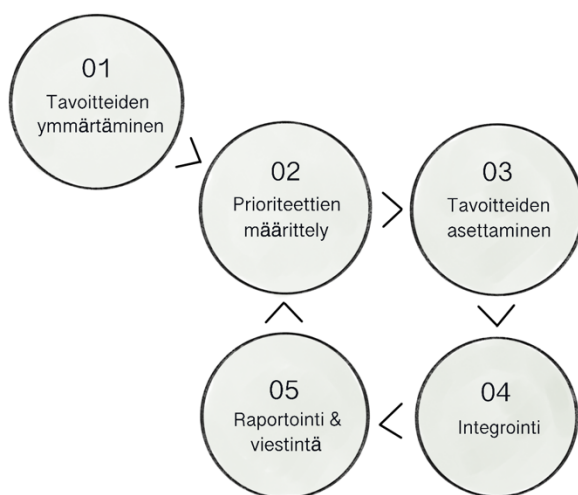 01
Tavoitteiden
ymmärtäminen
02
Prioriteettien
määrittely
03
Tavoitteiden
asettaminen
04
Integrointi
05
Raportointi &
viestintä